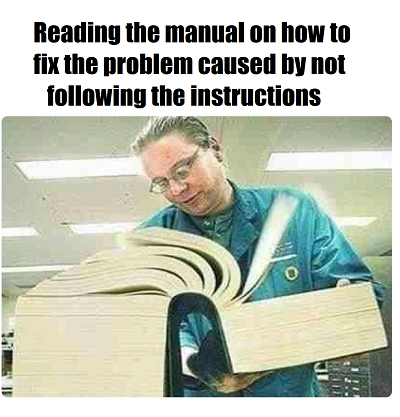 Reading the manual on how to
fix the problem caused by not
following the instructions